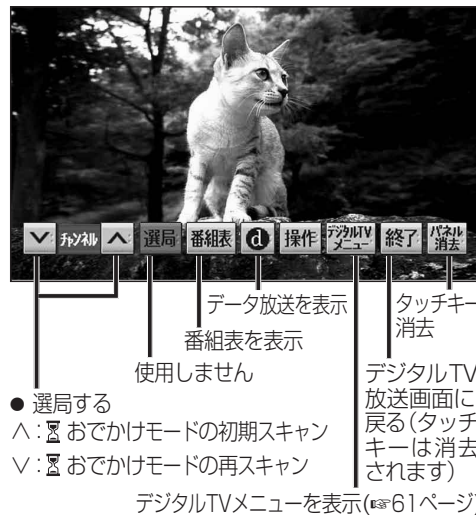 ∨ チャンネル ∧ 選局 番組表 d 操作 デジタルTVメニュー 終了 パネル消去
データ放送を表示
タッチキー
消去
番組表を表示
使用しません
デジタルTV
放送画面に
戻る(タッチ
キーは消去
されます)
● 選局する
∧:おでかけモードの初期スキャン
∨:おでかけモードの再スキャン
デジタルTVメニューを表示(☞61ページ)